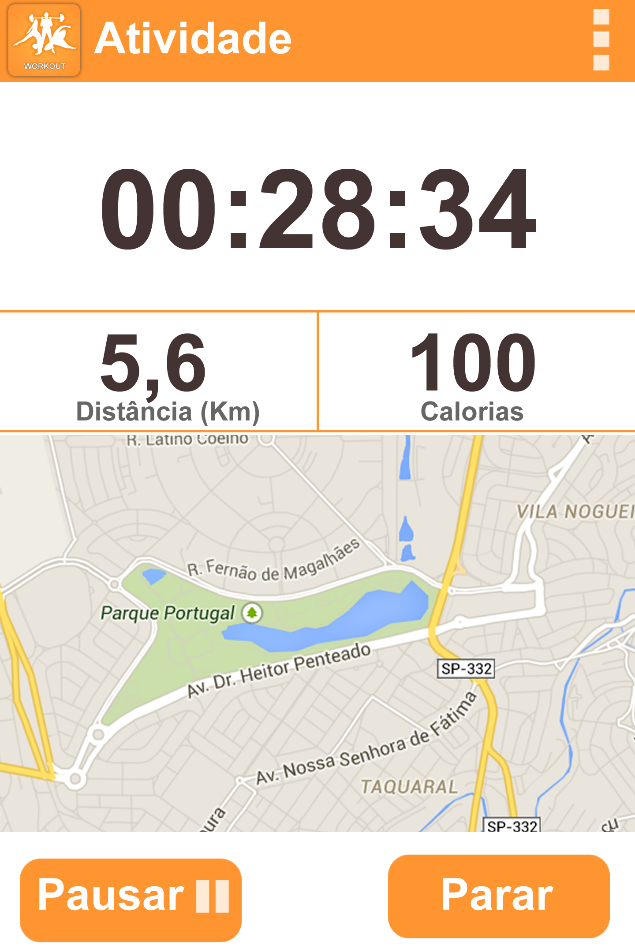 WORKOUT
Atividade
00:28:34
5,6
Distância (Km)
100
Calorias
R. Latino Coelho
VILA NOGUEI
R. Fernão de Magalhães
Parque Portugal
Av. Dr. Heitor Penteado
SP-332
Av. Nossa Senhora de Fátima
TAQUARAL
SP-332
Pausar
Parar